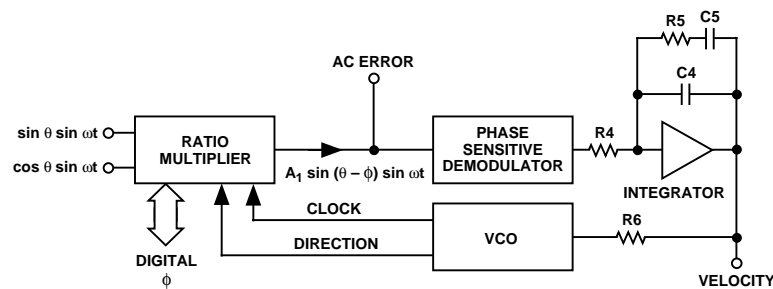 R5
C5
C4
AC ERROR
sin θ sin ωt
cos θ sin ωt
RATIO
MULTIPLIER
A1 sin (θ – ϕ) sin ωt
PHASE
SENSITIVE
DEMODULATOR
R4
INTEGRATOR
CLOCK
DIRECTION
VCO
R6
DIGITAL
ϕ
VELOCITY